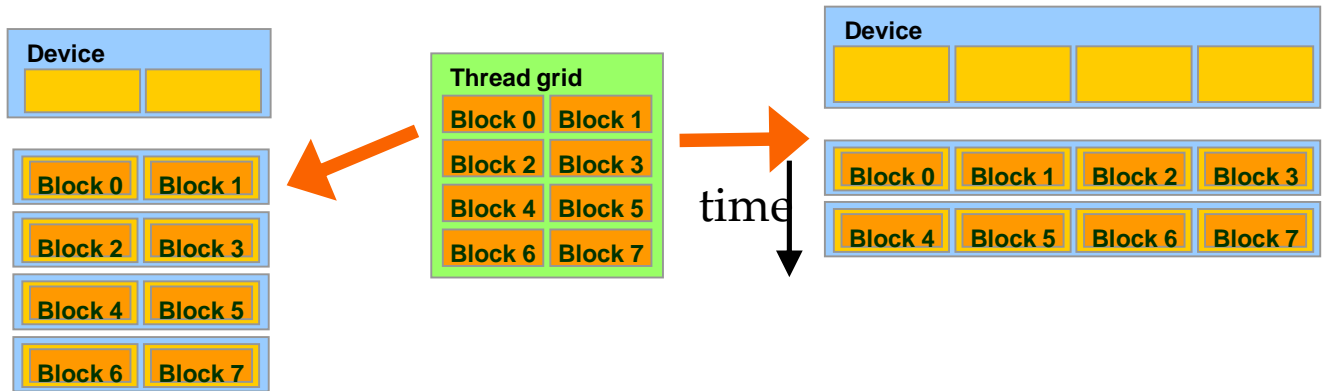 Device
Block 0 Block 1
Block 2 Block 3
Block 4 Block 5
Block 6 Block 7
Thread grid
Block 0 Block 1
Block 2 Block 3
Block 4 Block 5
Block 6 Block 7
time
Device
Block 0 Block 1 Block 2 Block 3
Block 4 Block 5 Block 6 Block 7